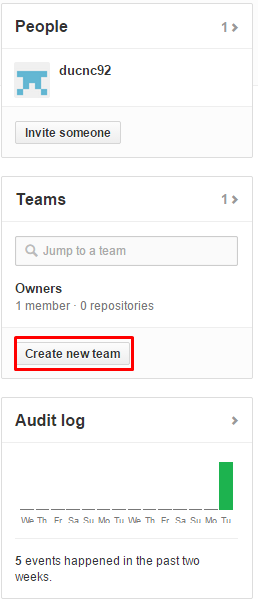 People 1
ducnc92
Invite someone
Teams 1
Jump to a team
Owners
1 member · 0 repositories
Create new team
Audit log
We Th Fr Sa Su Mo Tu We Th Fr Sa Su Mo Tu
5 events happened in the past two
weeks.